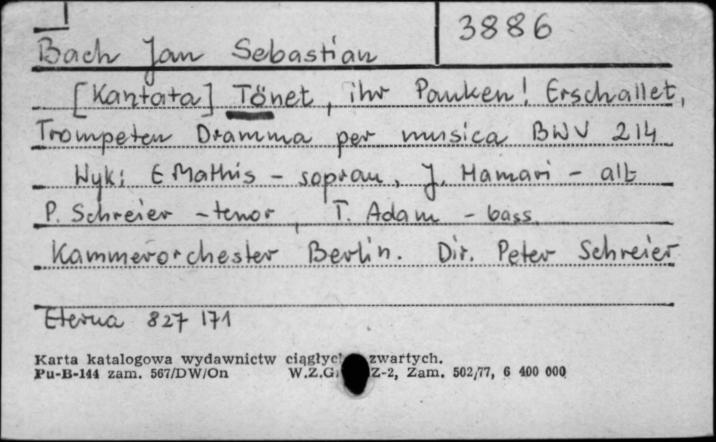 3886
Bach Jan Sebastian
[Kantata] Tönet, ihr Pauken! Erschallet,
Trompeten Dramma per musica BWV 214
Wyk: E Mathis - sopran, J. Hamari - alt
P. Schreier - tenor, T. Adam - bass
Kammerorchester Berlin. Dir. Peter Schreier
Eterna 827 171
Karta katalogowa wydawnictw zwartych.
Pu-B-144 zam. 567/DW/On W.Z.G. Z-2, Zam. 502/77, 6 400 000